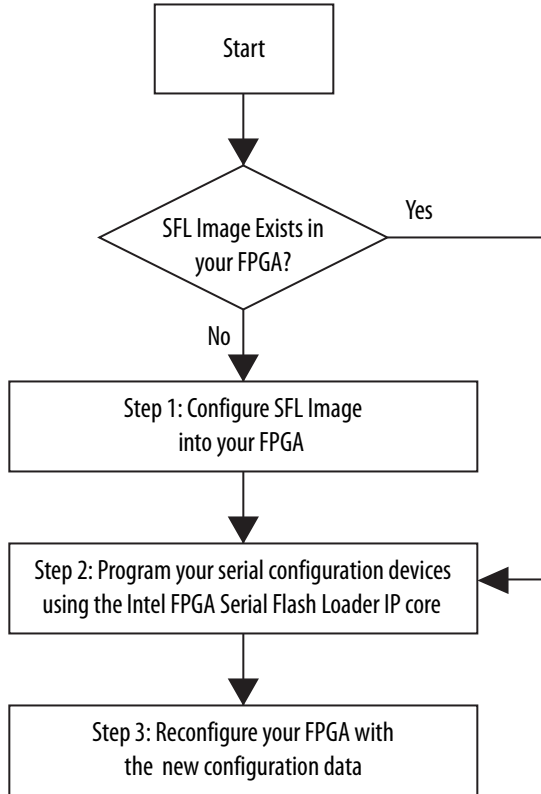 Start
SFL Image Exists in
your FPGA?
Yes
No
Step 1: Configure SFL Image
into your FPGA
Step 2: Program your serial configuration devices
using the Intel FPGA Serial Flash Loader IP core
Step 3: Reconfigure your FPGA with
the new configuration data